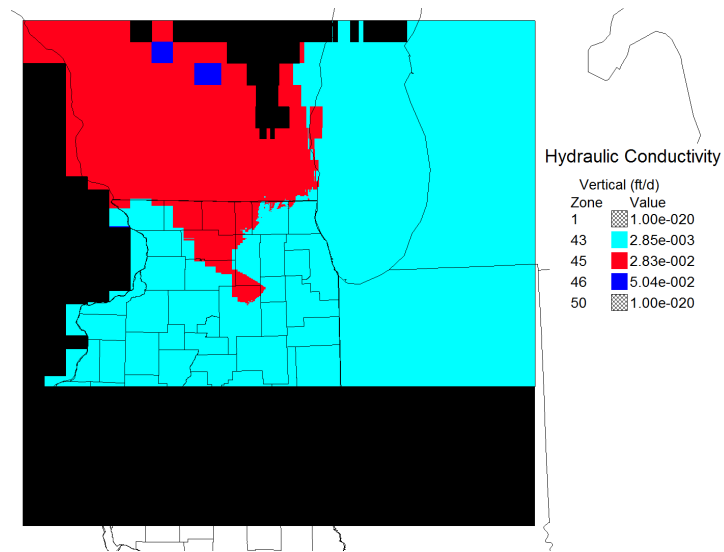 Hydraulic Conductivity
Vertical (ft/d)
Zone Value
1 1.00e-020
43 2.85e-003
45 2.83e-002
46 5.04e-002
50 1.00e-020